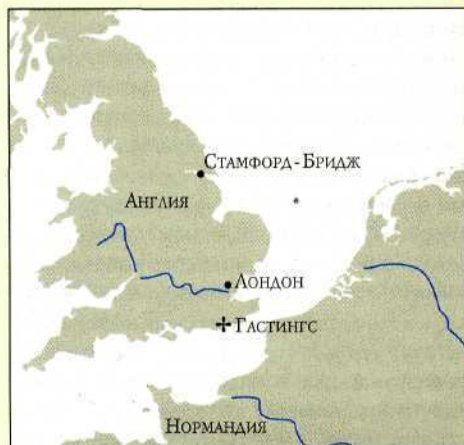 Стамфорд-Бридж
Англия
Лондон
Гастингс
Нормандия